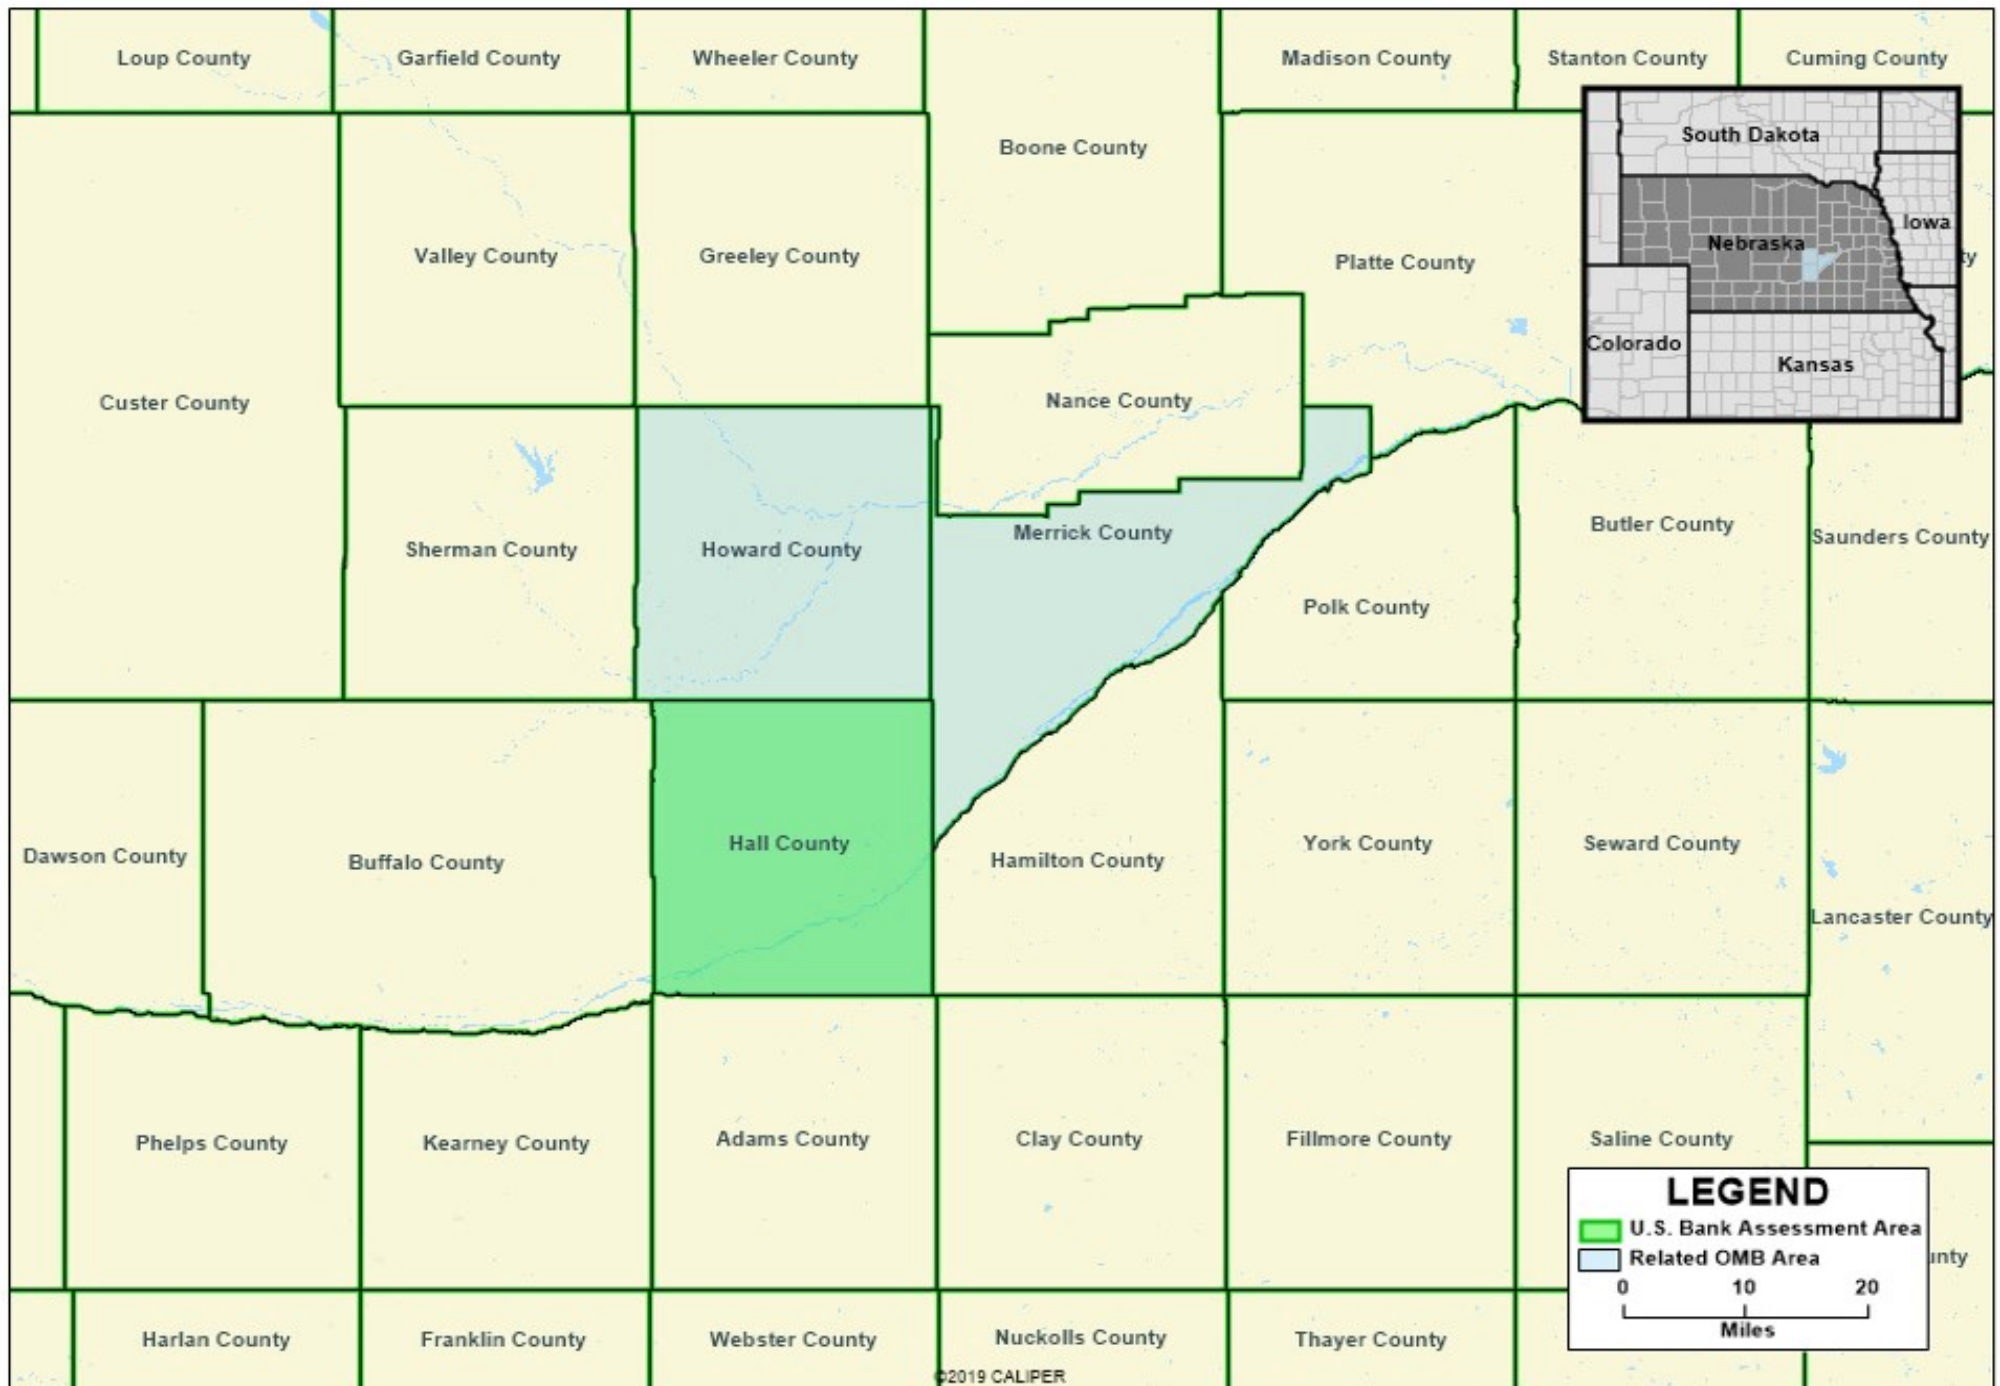 Loup County
Garfield County
Wheeler County
Madison County
Stanton County
Cuming County
Boone County
South Dakota
Iowa
Nebraska
Colorado
Kansas
Valley County
Greeley County
Platte County
Custer County
Nance County
Sherman County
Howard County
Merrick County
Butler County
Saunders County
Polk County
Dawson County
Buffalo County
Hall County
Hamilton County
York County
Seward County
Lancaster County
Phelps County
Kearney County
Adams County
Clay County
Fillmore County
Saline County
LEGEND
U.S. Bank Assessment Area
Related OMB Area
0 10 20
Miles
Harlan County
Franklin County
Webster County
Nuckolls County
Thayer County
©2019 CALIPER